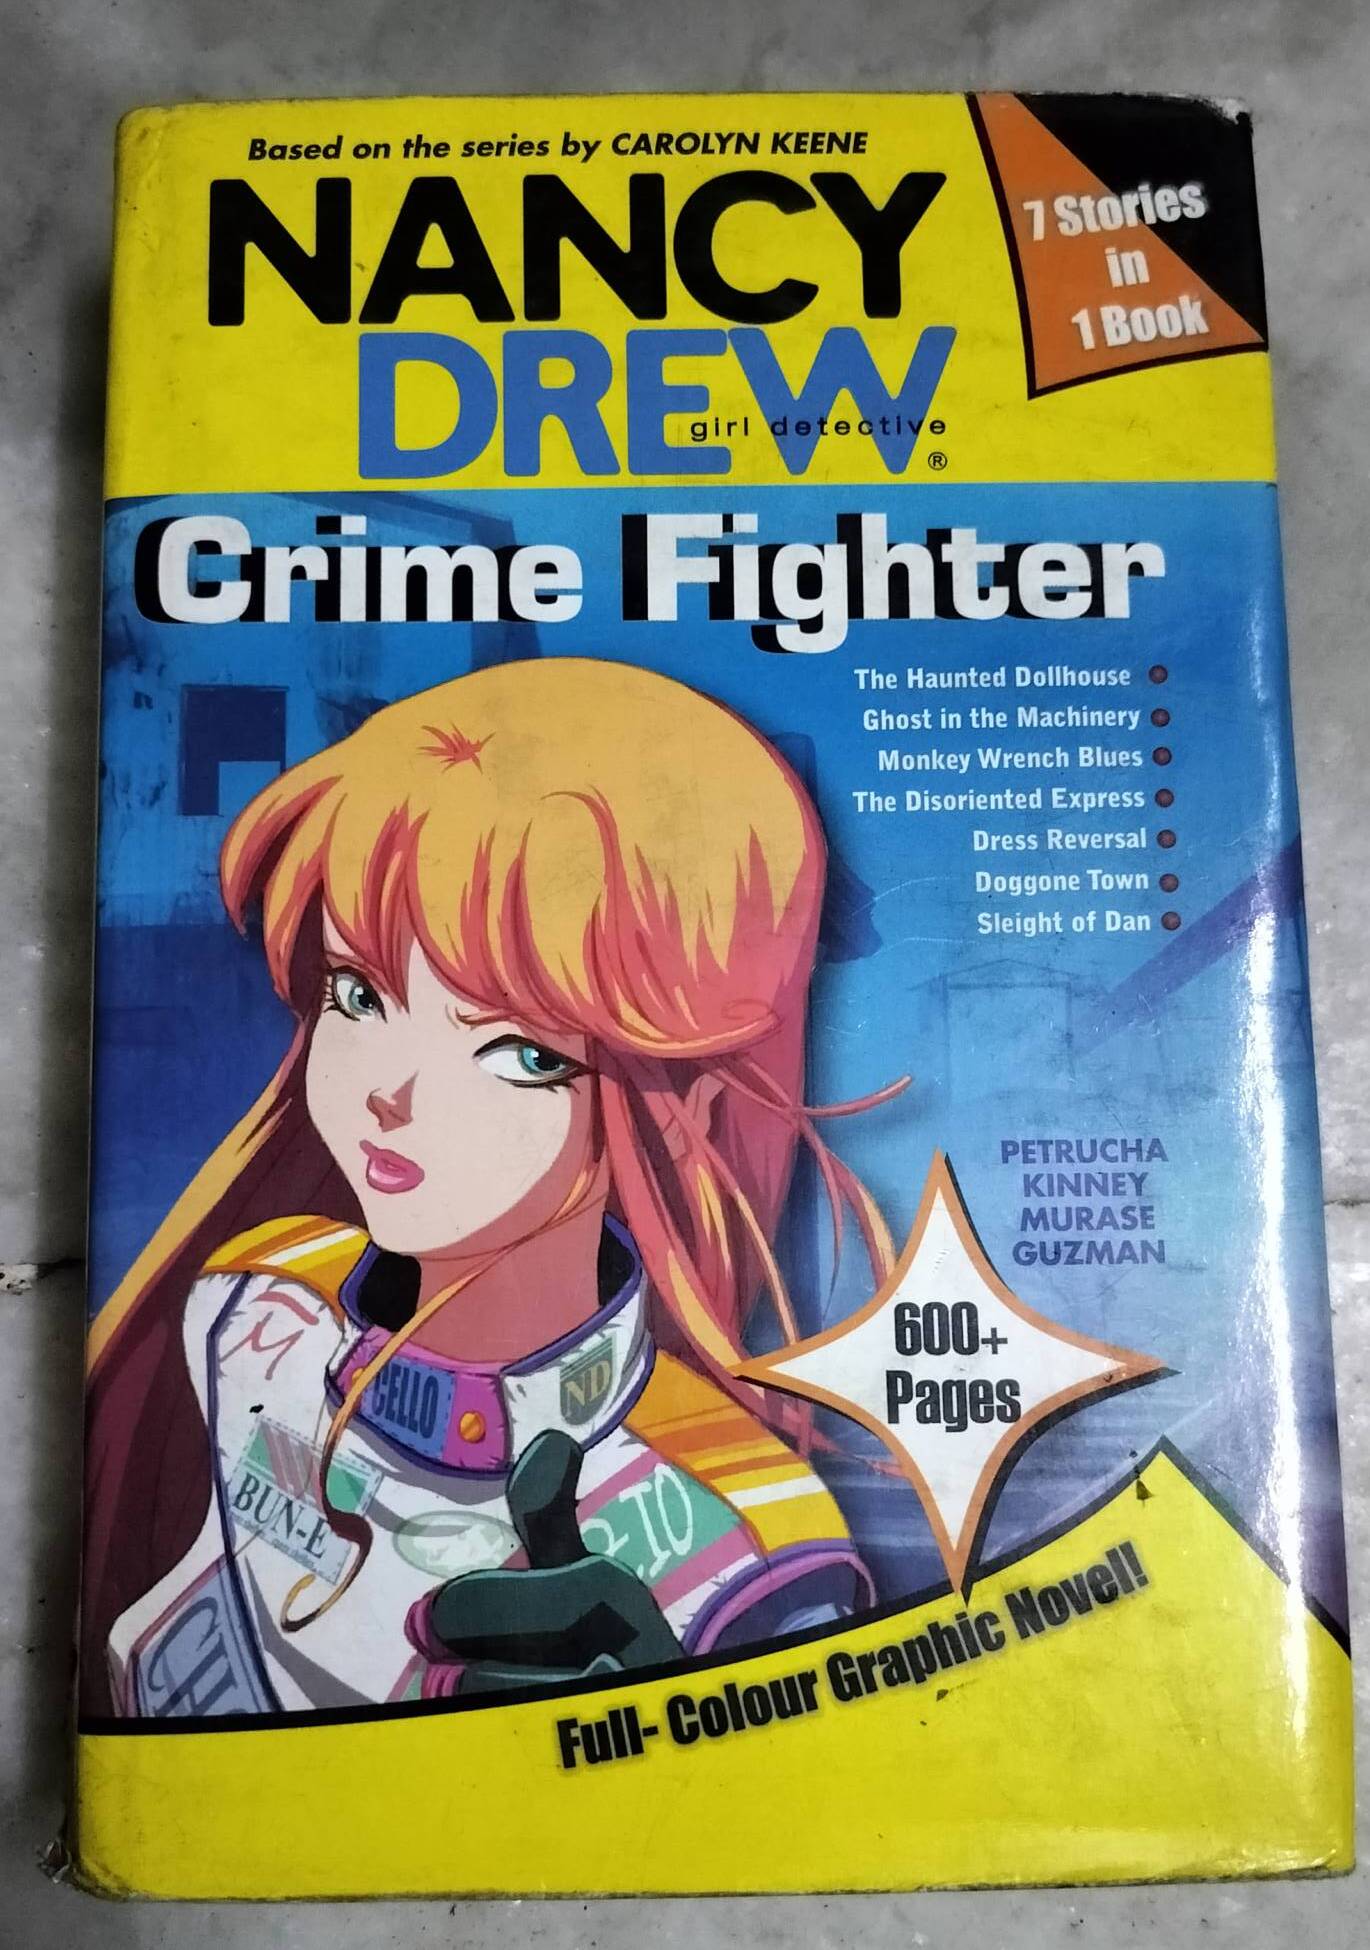 Based on the series by CAROLYN KEENE
NANCY
DREW
girl detective
®
7 Stories
in
1 Book
Crime Fighter
The Haunted Dollhouse
Ghost in the Machinery
Monkey Wrench Blues
The Disoriented Express
Dress Reversal
Doggone Town
Sleight of Dan
PETRUCHA
KINNEY
MURASE
GUZMAN
600+
Pages
M
CELLO
ND
BUN-E
IO
CH
Full- Colour Graphic Novel!